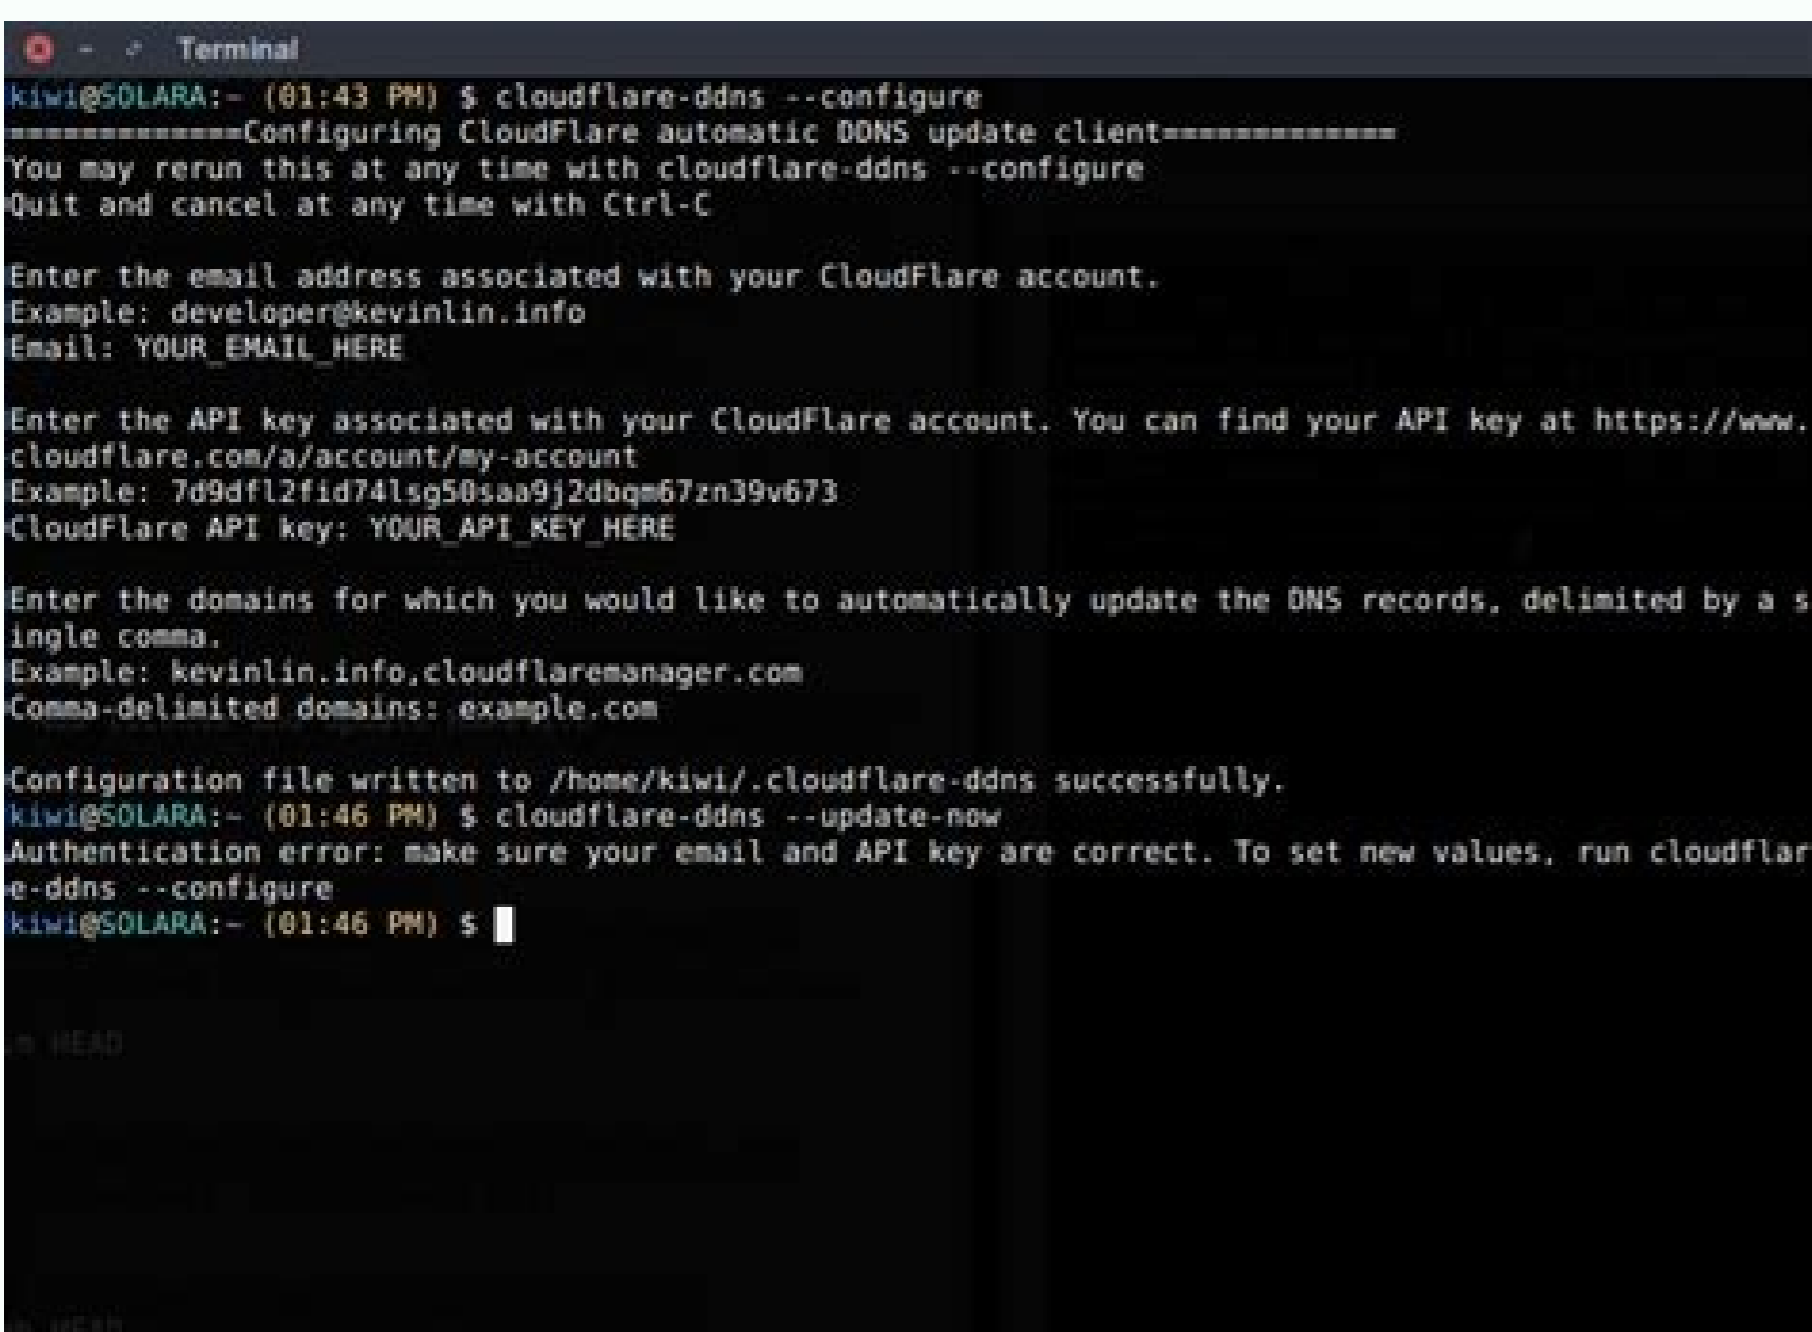 Terminal
kiwi@SOLARA:~ (01:43 PM) $ cloudflare-ddns --configure
=============Configuring CloudFlare automatic DDNS update client=============
You may rerun this at any time with cloudflare-ddns --configure
Quit and cancel at any time with Ctrl-C
Enter the email address associated with your CloudFlare account.
Example: developer@kevinlin.info
Email: YOUR_EMAIL_HERE
Enter the API key associated with your CloudFlare account. You can find your API key at https://www.
cloudflare.com/a/account/my-account
Example: 7d9dfl2fid74lsg50saa9j2dbqm67zn39v673
CloudFlare API key: YOUR_API_KEY_HERE
Enter the domains for which you would like to automatically update the DNS records, delimited by a s
ingle comma.
Example: kevinlin.info,cloudflaremanager.com
Comma-delimited domains: example.com
Configuration file written to /home/kiwi/.cloudflare-ddns successfully.
kiwi@SOLARA:~ (01:46 PM) $ cloudflare-ddns --update-now
Authentication error: make sure your email and API key are correct. To set new values, run cloudflar
e-ddns --configure
kiwi@SOLARA:~ (01:46 PM) $
HEAD